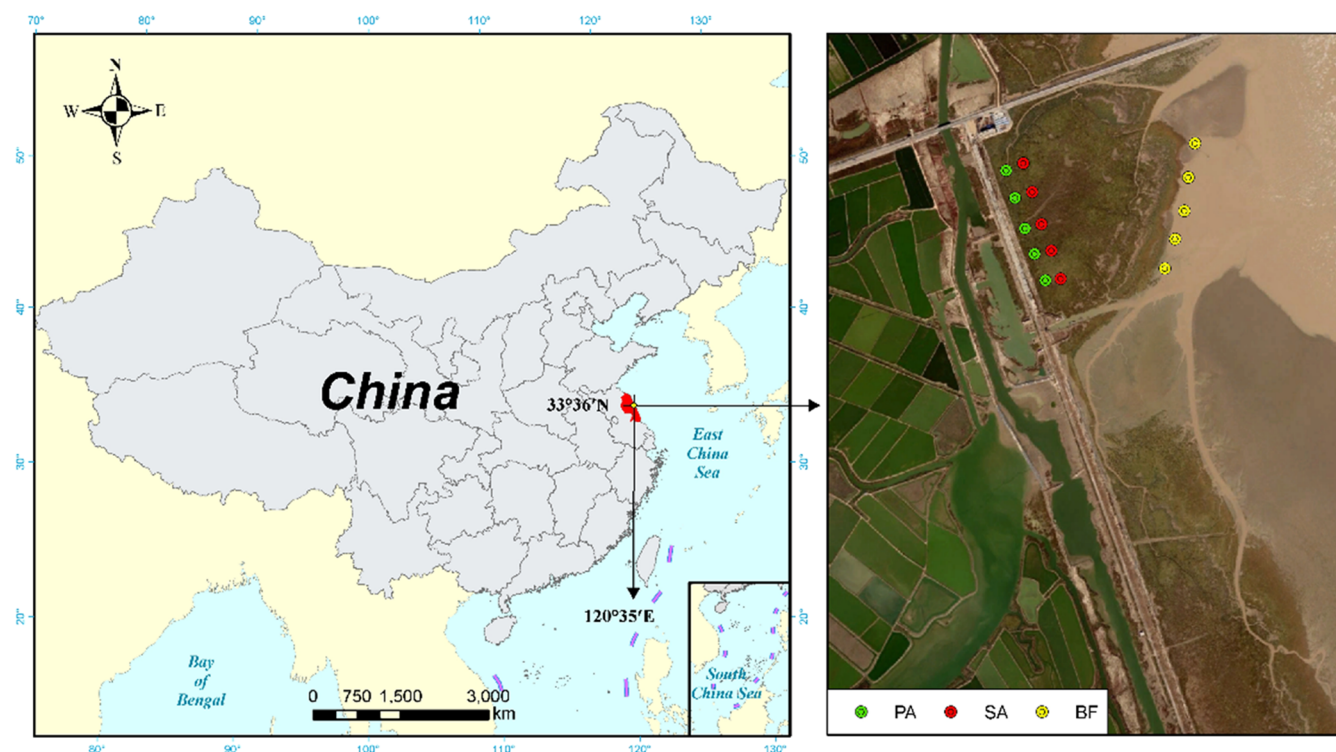 70° 80° 90° 100° 110° 120° 130°
N
W E
S
50° 50°
40° 40°
China
33°36′N
East
China
Sea
30° 30°
20° 20°
120°35′E
Bay
of
Bengal
0 750 1,500 3,000
km
South
China Sea
80° 90° 100° 110° 120° 130°
PA SA BF